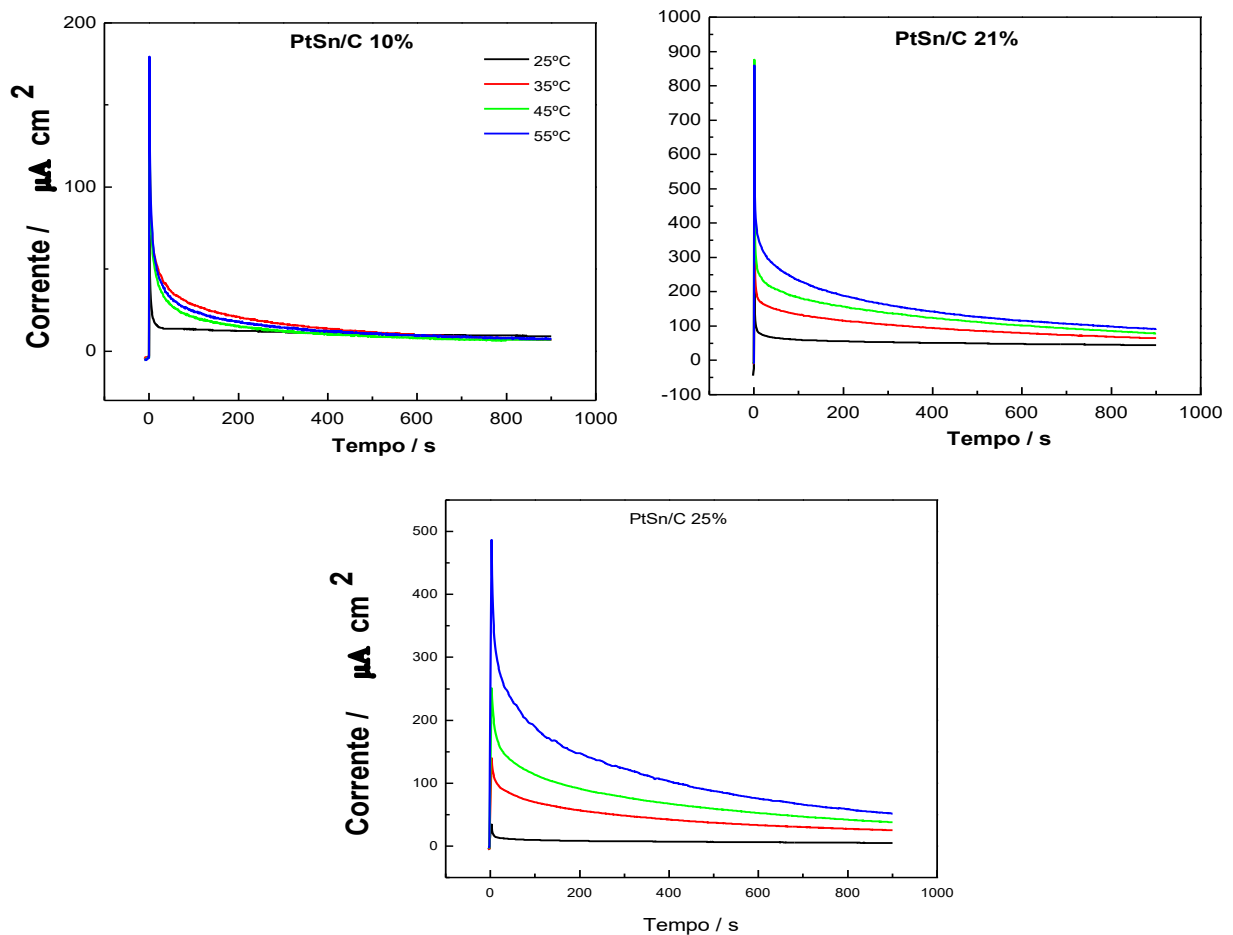 PtSn/C 10%
25ºC
35ºC
45ºC
55ºC
200
100
0
0 200 400 600 800 1000
Tempo / s
Corrente / µA cm 2
PtSn/C 21%
1000
900
800
700
600
500
400
300
200
100
0
-100
0 200 400 600 800 1000
Tempo / s
PtSn/C 25%
500
400
300
200
100
0
0 200 400 600 800 1000
Tempo / s
Corrente / µA cm 2